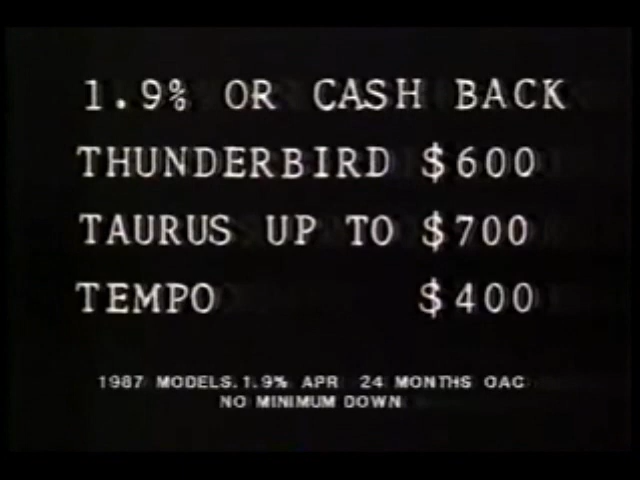 1.9% OR CASH BACK
THUNDERBIRD $600
TAURUS UP TO $700
TEMPO $400
1987 MODELS. 1.9% APR 24 MONTHS OAC
NO MINIMUM DOWN